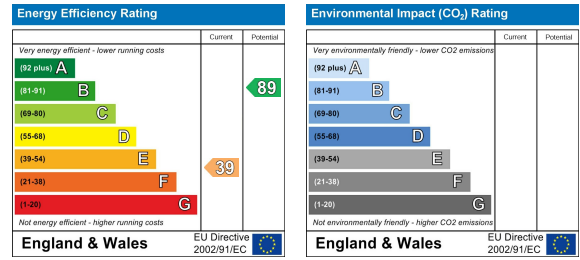 Energy Efficiency Rating
Current Potential
Very energy efficient - lower running costs
(92 plus) A
(81-91) B
89
(69-80) C
(55-68) D
(39-54) E
39
(21-38) F
(1-20) G
Not energy efficient - higher running costs
England & Wales
EU Directive
2002/91/EC
Environmental Impact (CO2) Rating
Current Potential
Very environmentally friendly - lower CO2 emissions
(92 plus) A
(81-91) B
(69-80) C
(55-68) D
(39-54) E
(21-38) F
(1-20) G
Not environmentally friendly - higher CO2 emissions
England & Wales
EU Directive
2002/91/EC